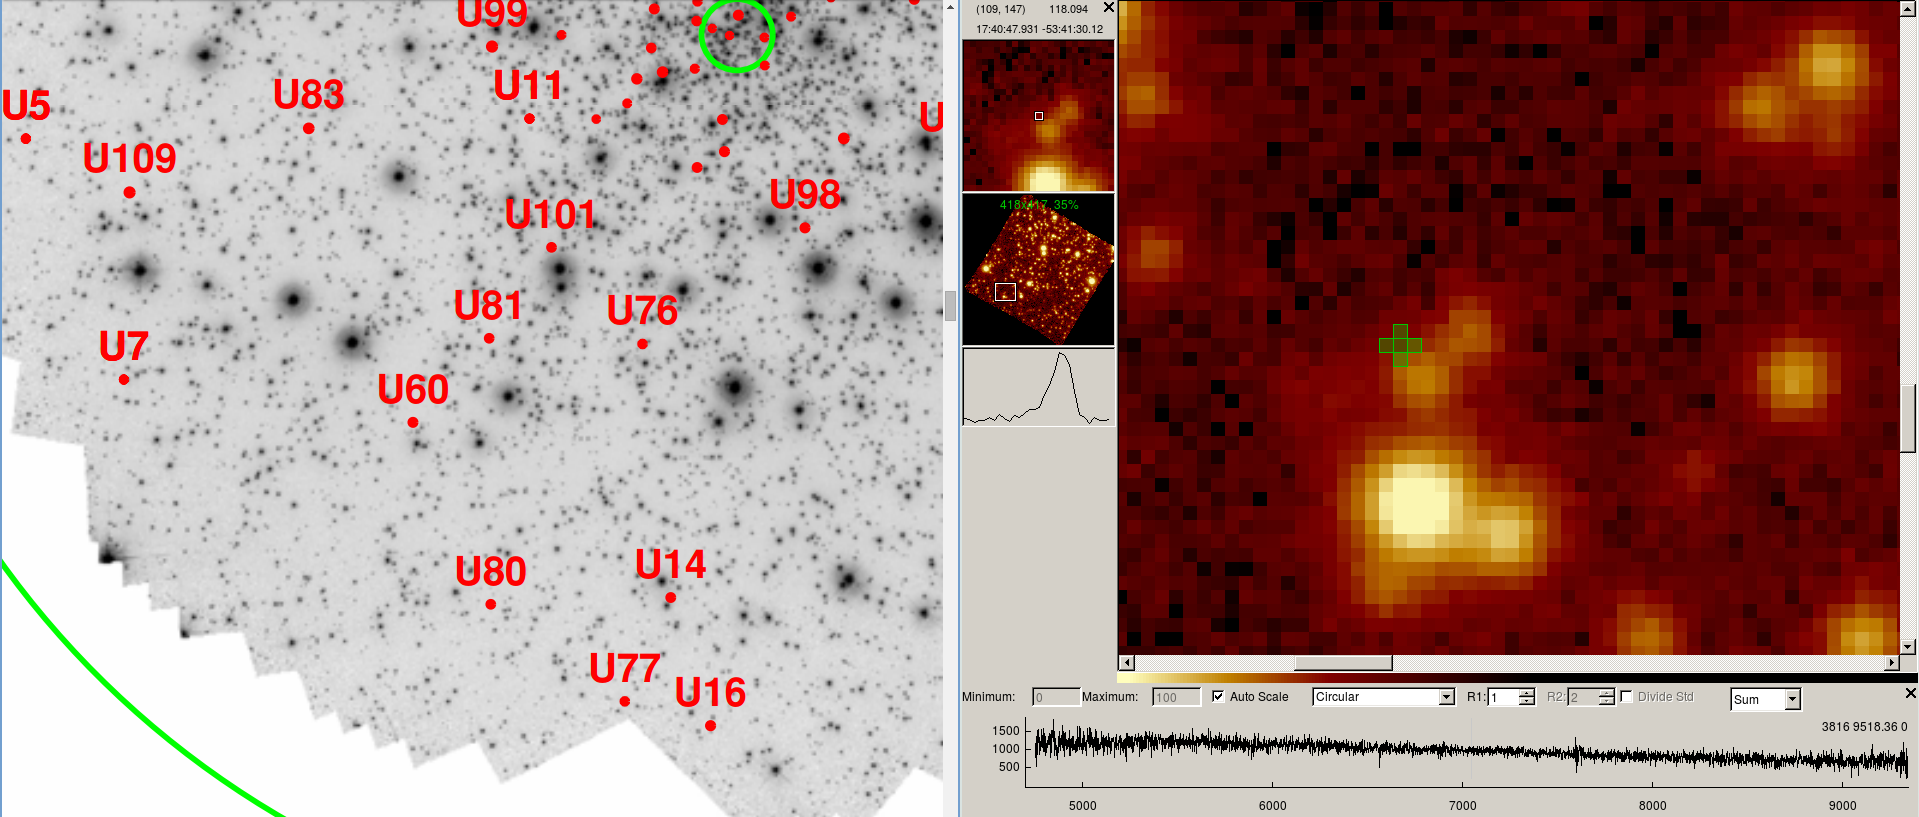 U99
U11
U83
U5
U109
U
U98
U101
U81
U76
U7
U60
U80
U14
U77
U16
(109, 147) 118.094
17:40:47.931 -53:41:30.12
418x417, 35%
Minimum: 0 Maximum: 100 Auto Scale Circular R1: 1 R2: 2 Divide Std Sum
3816 9518.36 0
1500
1000
500
5000 6000 7000 8000 9000